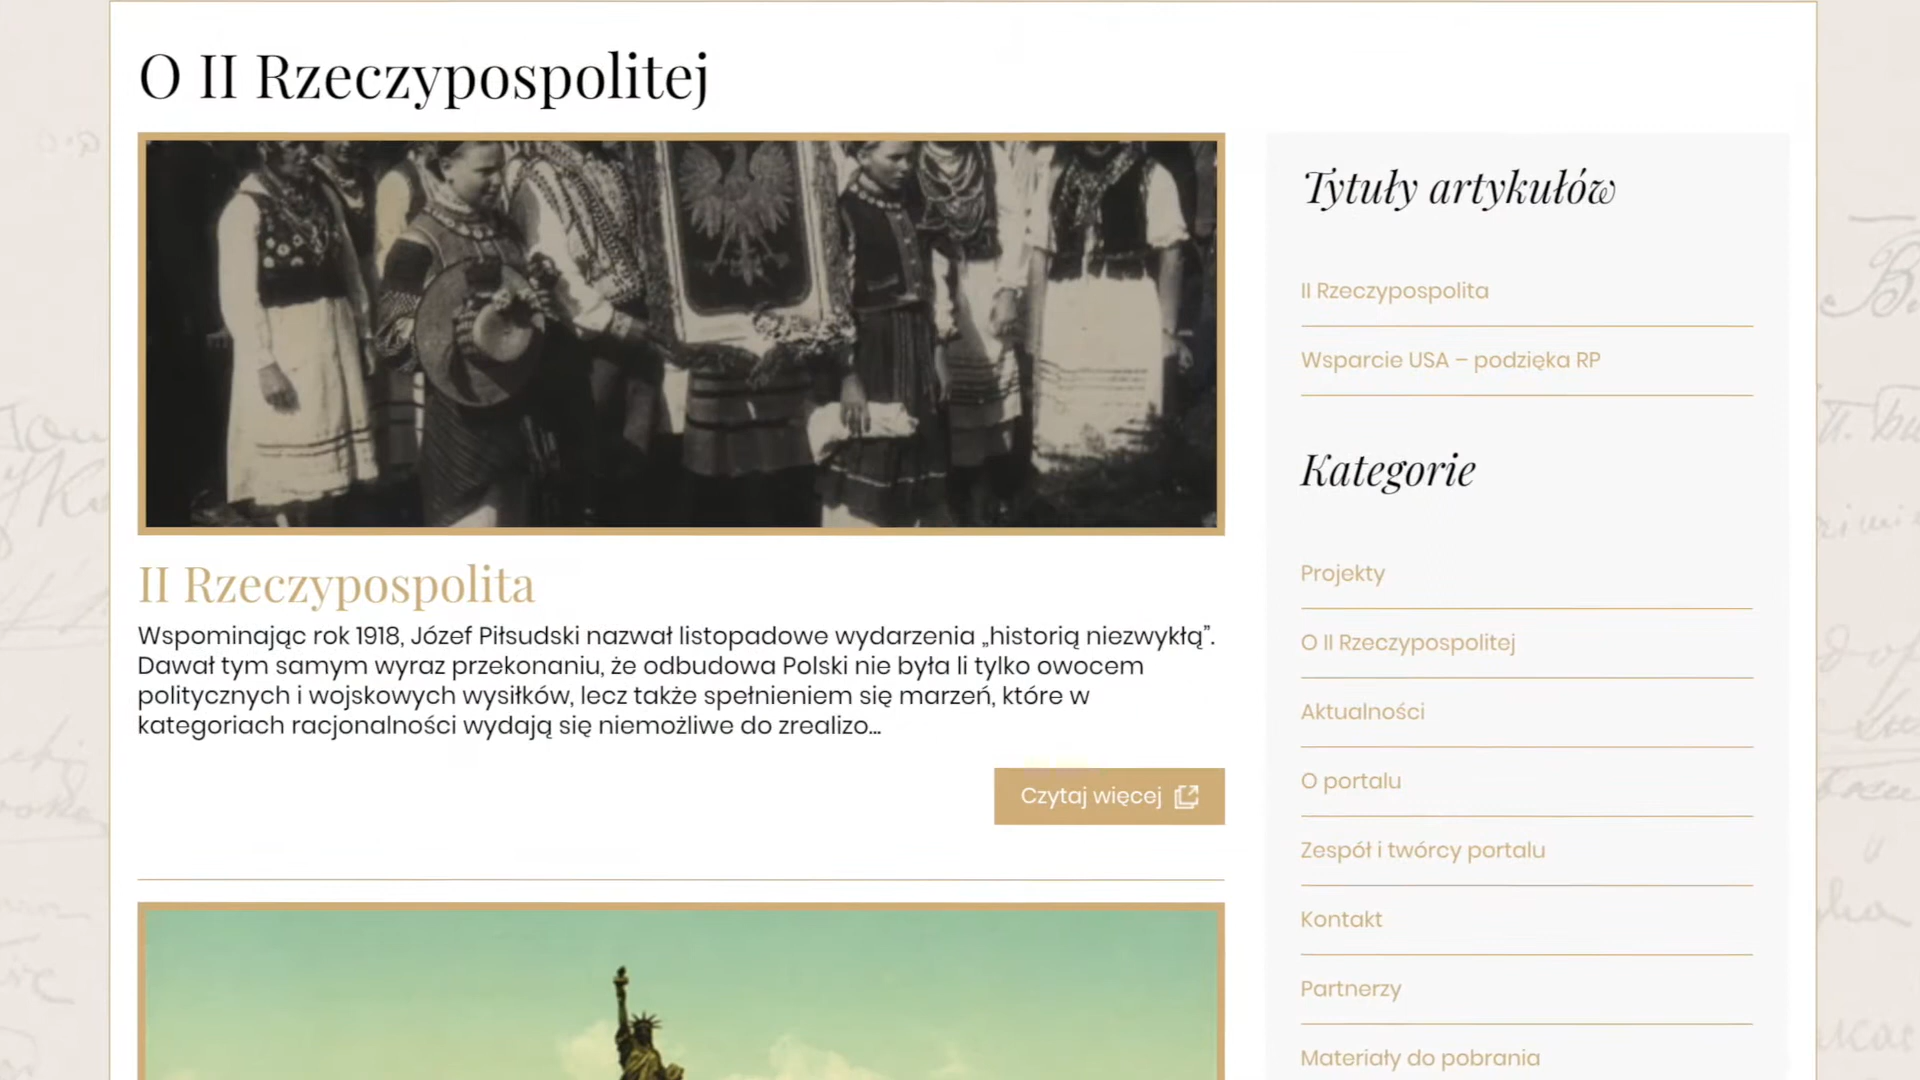 O II Rzeczypospolitej
II Rzeczypospolita
Wspominając rok 1918, Józef Piłsudski nazwał listopadowe wydarzenia „historią niezwykłą”.
Dawał tym samym wyraz przekonaniu, że odbudowa Polski nie była li tylko owocem
politycznych i wojskowych wysiłków, lecz także spełnieniem się marzeń, które w
kategoriach racjonalności wydają się niemożliwe do zrealizo...
Czytaj więcej
Tytuły artykułów
II Rzeczypospolita
Wsparcie USA – podzięka RP
Kategorie
Projekty
O II Rzeczypospolitej
Aktualności
O portalu
Zespół i twórcy portalu
Kontakt
Partnerzy
Materiały do pobrania